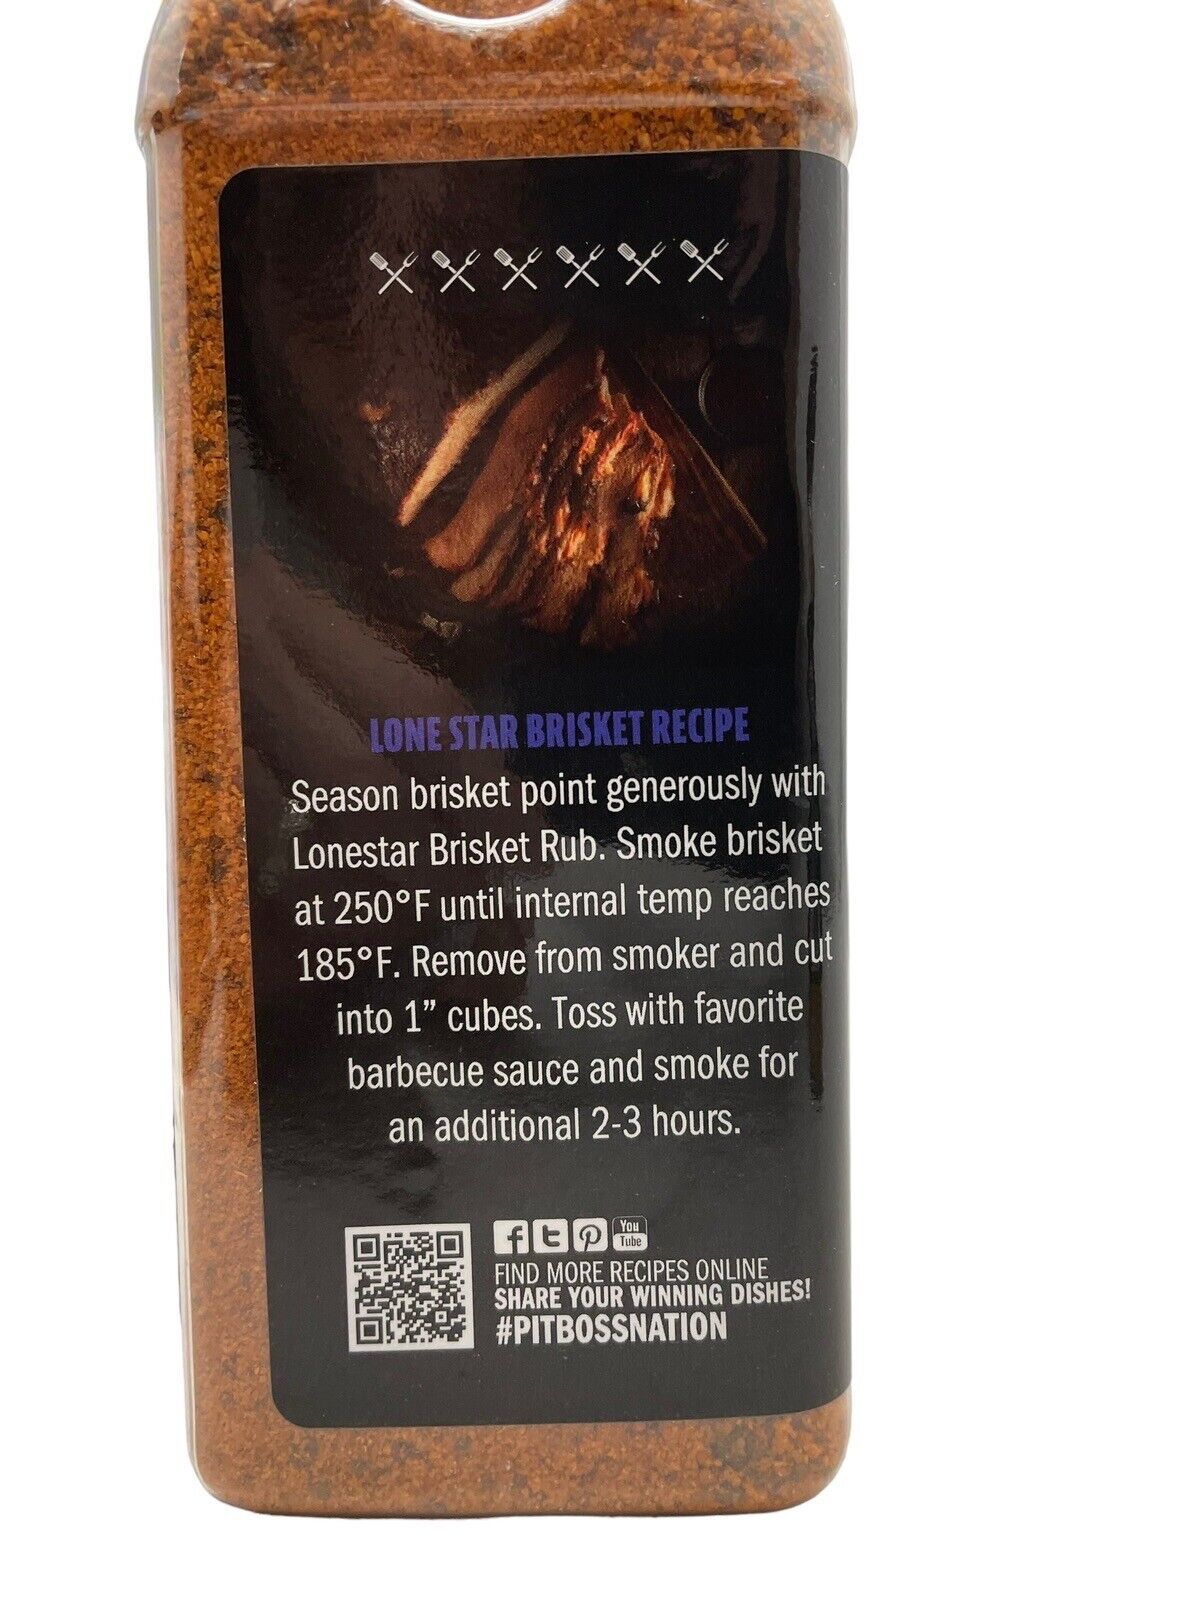 LONE STAR BRISKET RECIPE
Season brisket point generously with
Lonestar Brisket Rub. Smoke brisket
at 250°F until internal temp reaches
185°F. Remove from smoker and cut
into 1” cubes. Toss with favorite
barbecue sauce and smoke for
an additional 2-3 hours.
You
Tube
FIND MORE RECIPES ONLINE
SHARE YOUR WINNING DISHES!
#PITBOSSNATION